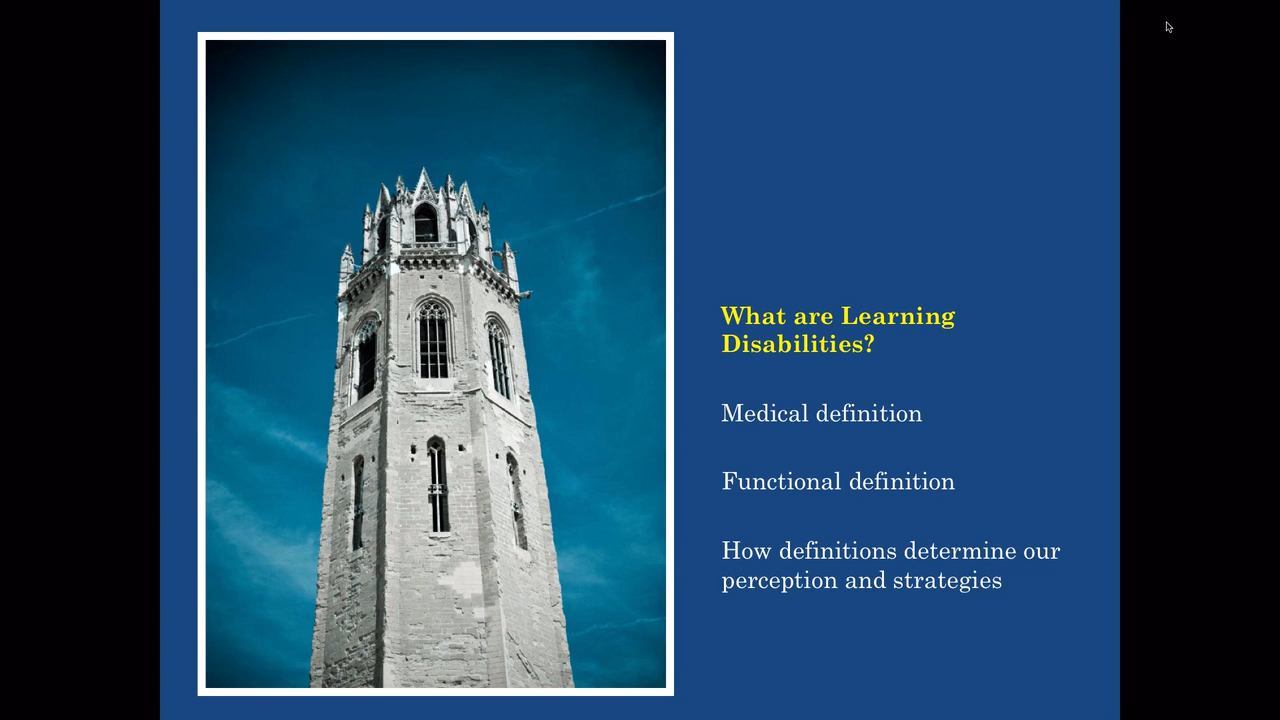 What are Learning
Disabilities?
Medical definition
Functional definition
How definitions determine our
perception and strategies